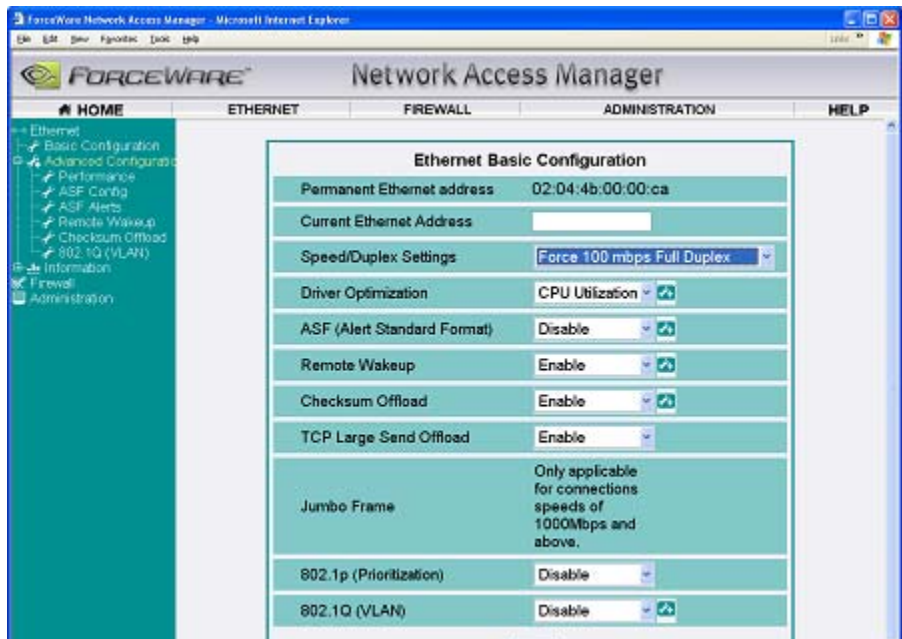 ForceWare Network Access Manager - Microsoft Internet Explorer
File Edit View Favorites Tools Help
Links »
FORCEWARE™ Network Access Manager
HOME ETHERNET FIREWALL ADMINISTRATION HELP
Ethernet
Basic Configuration
Advanced Configuratio
Performance
ASF Config
ASF Alerts
Remote Wakeup
Checksum Offload
802.1Q (VLAN)
Information
Firewall
Administration
Ethernet Basic Configuration
Permanent Ethernet address 02:04:4b:00:00:ca
Current Ethernet Address
Speed/Duplex Settings Force 100 mbps Full Duplex
Driver Optimization CPU Utilization
ASF (Alert Standard Format) Disable
Remote Wakeup Enable
Checksum Offload Enable
TCP Large Send Offload Enable
Jumbo Frame
Only applicable
for connections
speeds of
1000Mbps and
above.
802.1p (Prioritization) Disable
802.1Q (VLAN) Disable